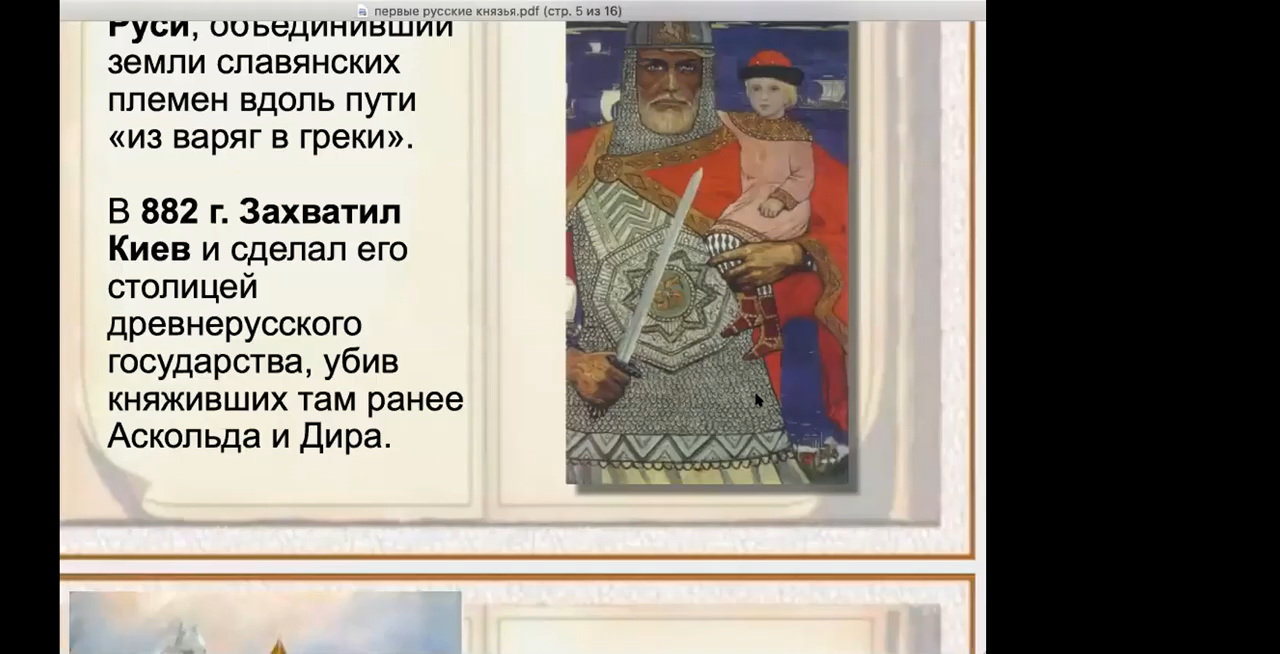 первые русские князья.pdf (стр. 5 из 16)
Руси, объединивший
земли славянских
племен вдоль пути
«из варяг в греки».
В 882 г. Захватил
Киев и сделал его
столицей
древнерусского
государства, убив
княживших там ранее
Аскольда и Дира.